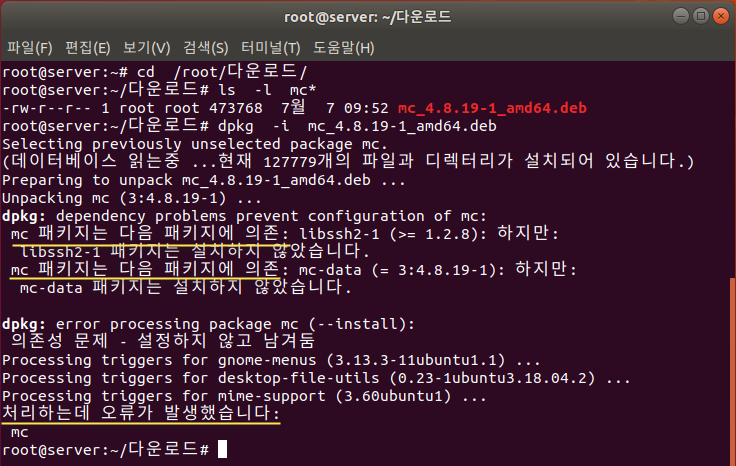 root@server: ~/다운로드
파일(F) 편집(E) 보기(V) 검색(S) 터미널(T) 도움말(H)
root@server:~# cd  /root/다운로드/
root@server:~/다운로드# ls  -l  mc*
-rw-r--r-- 1 root root 473768  7월  7 09:52 mc_4.8.19-1_amd64.deb
root@server:~/다운로드# dpkg  -i  mc_4.8.19-1_amd64.deb
Selecting previously unselected package mc.
(데이터베이스 읽는중 ...현재 127779개의 파일과 디렉터리가 설치되어 있습니다.)
Preparing to unpack mc_4.8.19-1_amd64.deb ...
Unpacking mc (3:4.8.19-1) ...
dpkg: dependency problems prevent configuration of mc:
 mc 패키지는 다음 패키지에 의존: libssh2-1 (>= 1.2.8): 하지만:
  libssh2-1 패키지는 설치하지 않았습니다.
 mc 패키지는 다음 패키지에 의존: mc-data (= 3:4.8.19-1): 하지만:
  mc-data 패키지는 설치하지 않았습니다.
dpkg: error processing package mc (--install):
 의존성 문제 - 설정하지 않고 남겨둠
Processing triggers for gnome-menus (3.13.3-11ubuntu1.1) ...
Processing triggers for desktop-file-utils (0.23-1ubuntu3.18.04.2) ...
Processing triggers for mime-support (3.60ubuntu1) ...
처리하는데 오류가 발생했습니다:
 mc
root@server:~/다운로드#